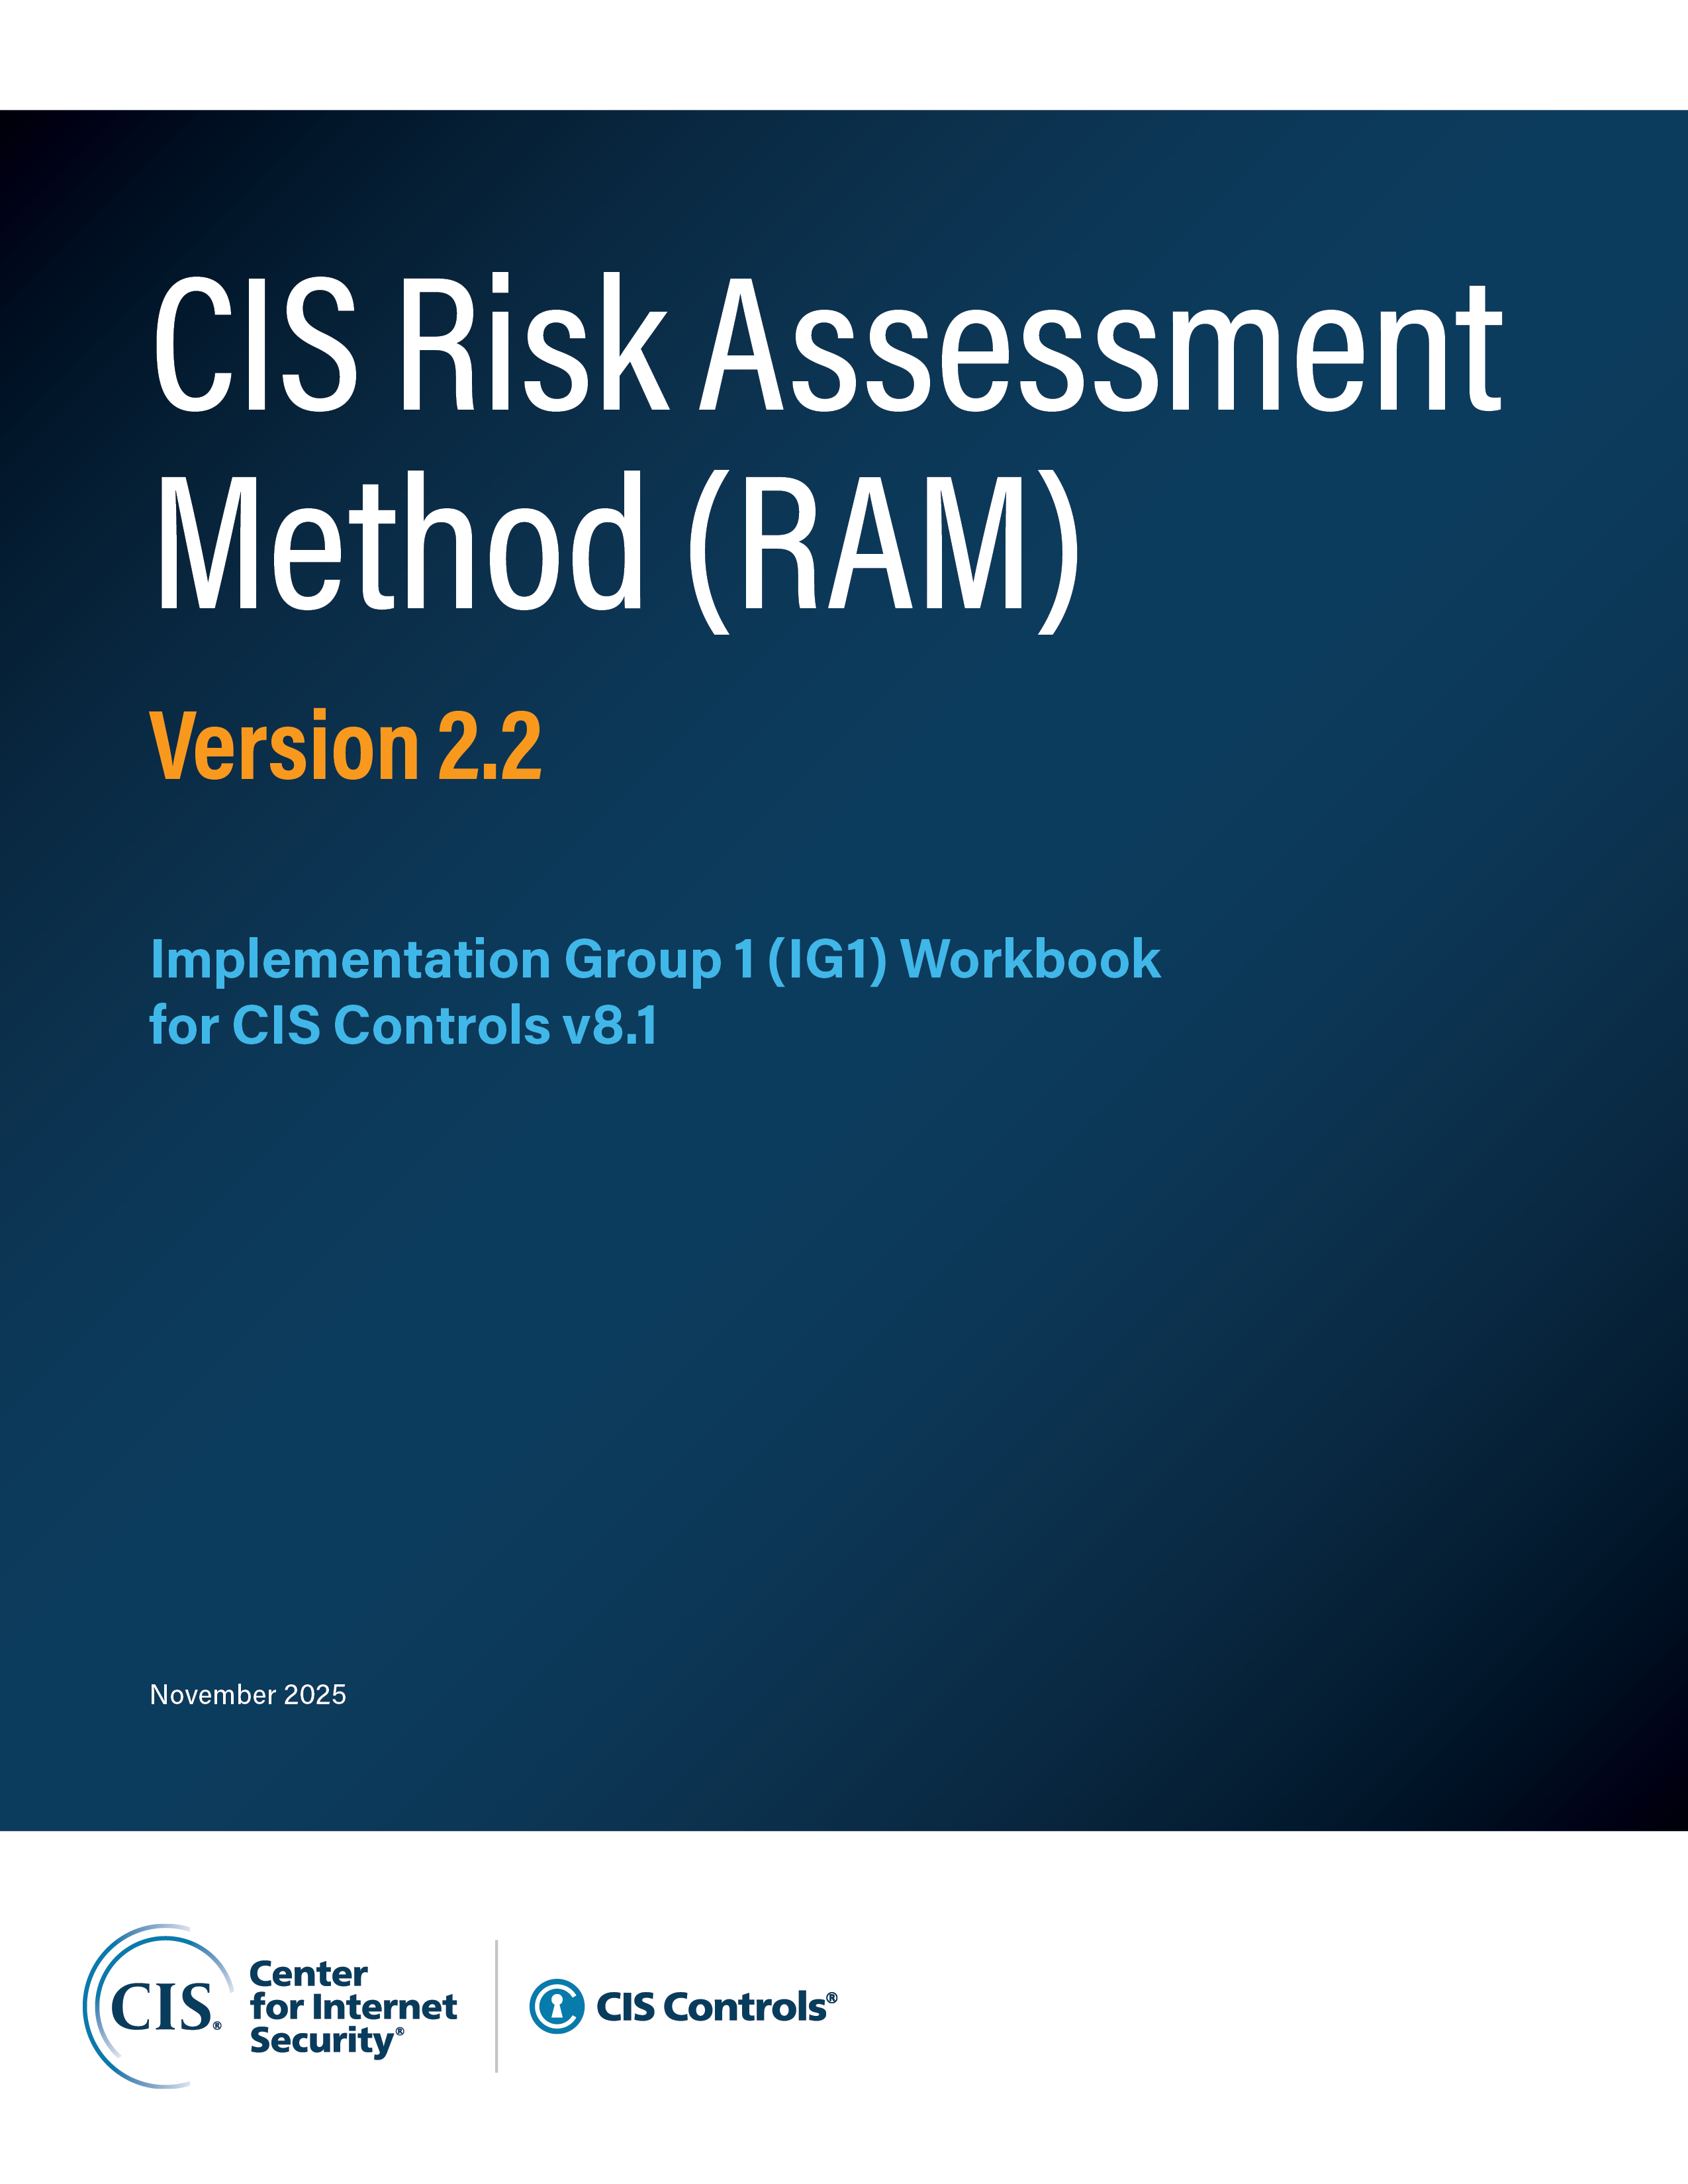 CIS Risk Assessment
Method (RAM)
Version 2.2
Implementation Group 1 (IG1) Workbook
for CIS Controls v8.1
November 2025
CIS®
Center
for Internet
Security®
CIS Controls®